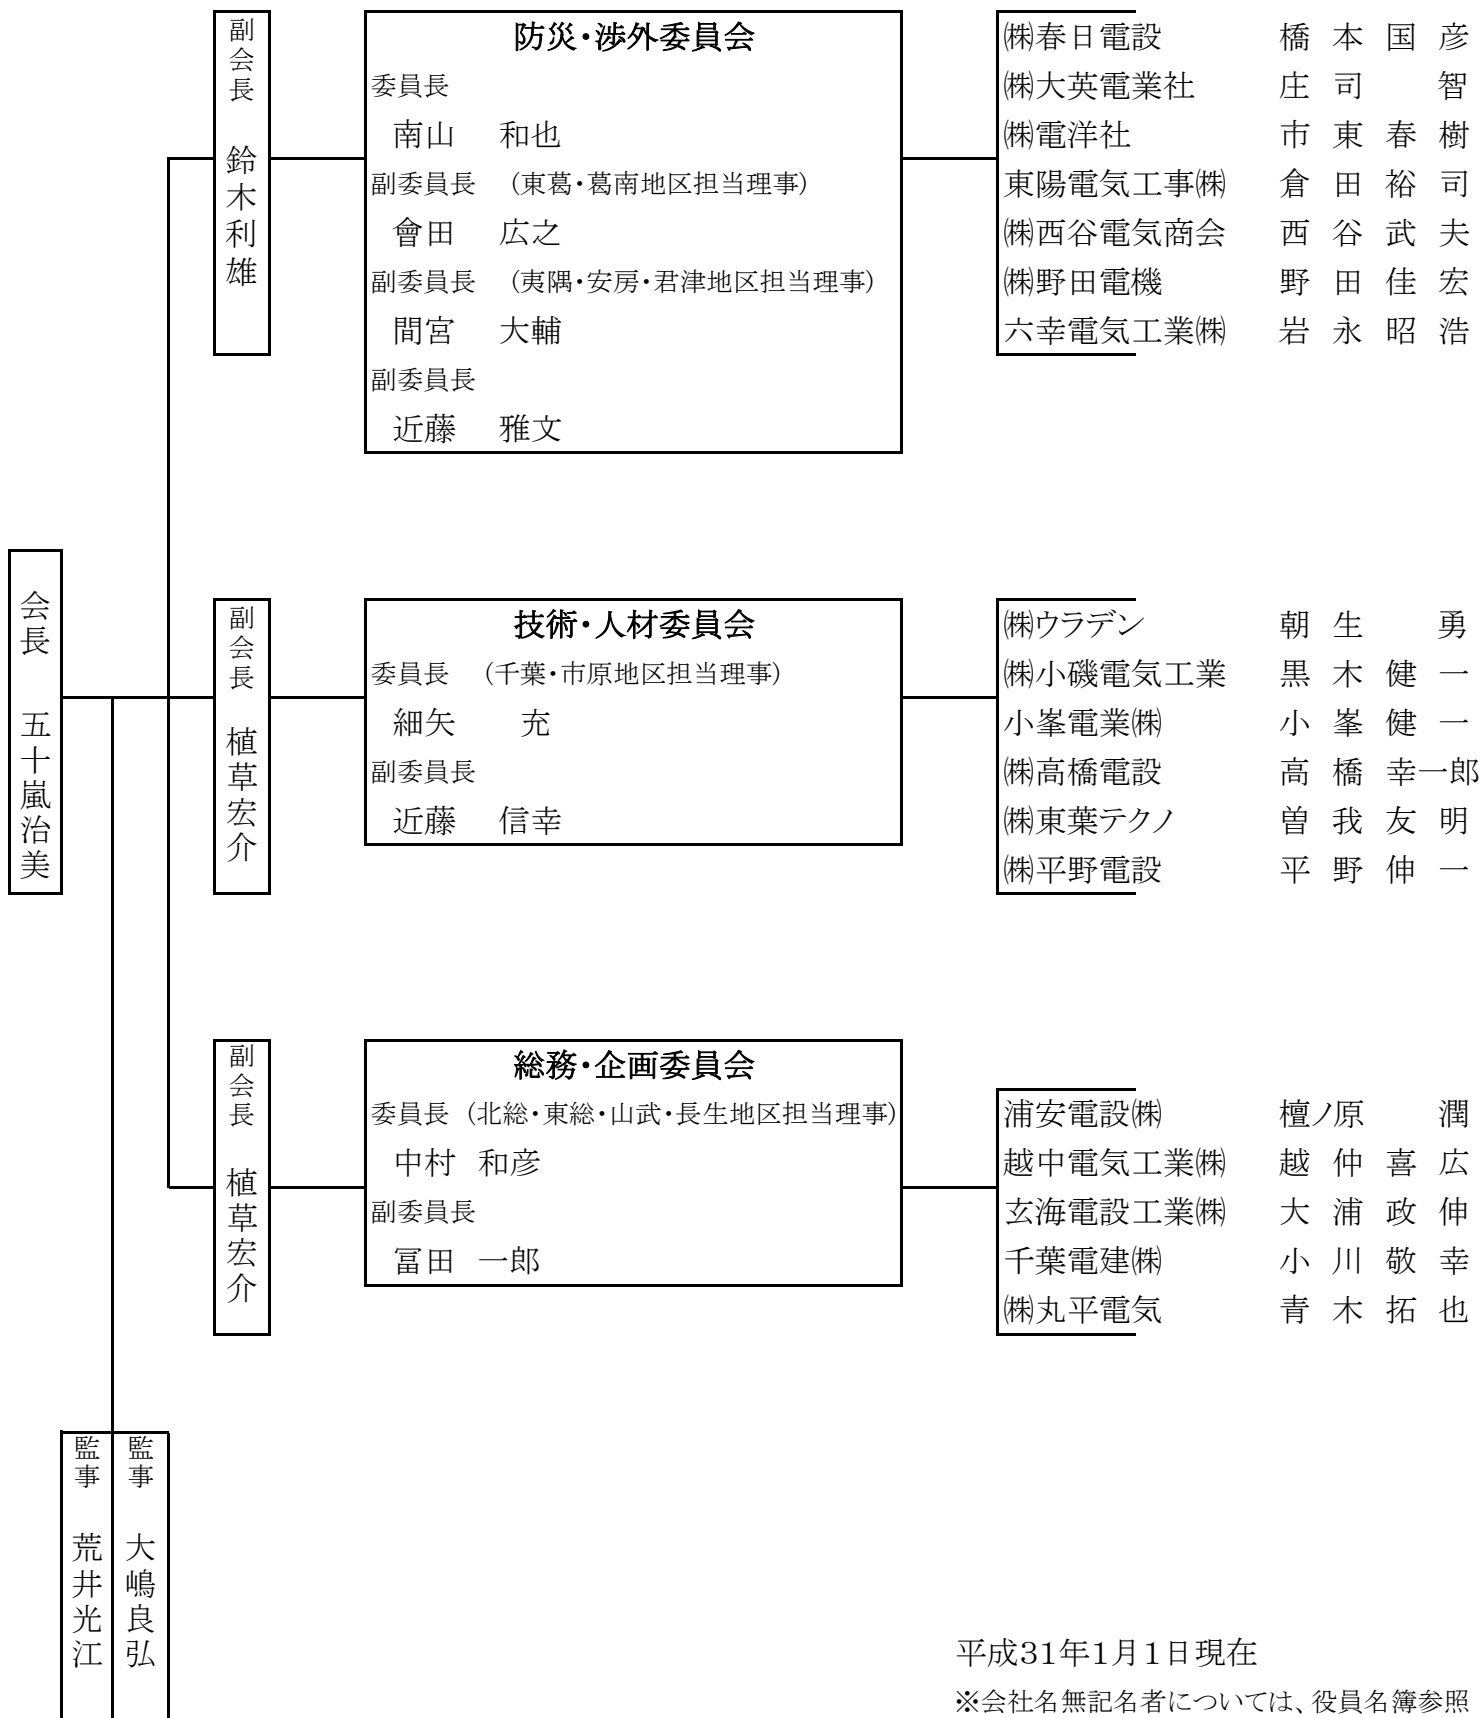 会長　五十嵐治美
副会長　鈴木利雄
防災・渉外委員会
委員長
南山　和也
副委員長　（東葛・葛南地区担当理事）
會田　広之
副委員長　（夷隅・安房・君津地区担当理事）
間宮　大輔
副委員長
近藤　雅文
㈱春日電設　橋本国彦
㈱大英電業社　庄司　智
㈱電洋社　市東春樹
東陽電気工事㈱　倉田裕司
㈱西谷電気商会　西谷武夫
㈱野田電機　野田佳宏
六幸電気工業㈱　岩永昭浩
副会長　植草宏介
技術・人材委員会
委員長　（千葉・市原地区担当理事）
細矢　充
副委員長
近藤　信幸
㈱ウラデン　朝生　勇
㈱小磯電気工業　黒木健一
小峯電業㈱　小峯健一
㈱高橋電設　高橋幸一郎
㈱東葉テクノ　曽我友明
㈱平野電設　平野伸一
副会長　植草宏介
総務・企画委員会
委員長　（北総・東総・山武・長生地区担当理事）
中村　和彦
副委員長
冨田　一郎
浦安電設㈱　檀ノ原　潤
越中電気工業㈱　越仲喜広
玄海電設工業㈱　大浦政伸
千葉電建㈱　小川敬幸
㈱丸平電気　青木拓也
監事　大嶋良弘
監事　荒井光江
平成31年1月1日現在
※会社名無記名者については、役員名簿参照